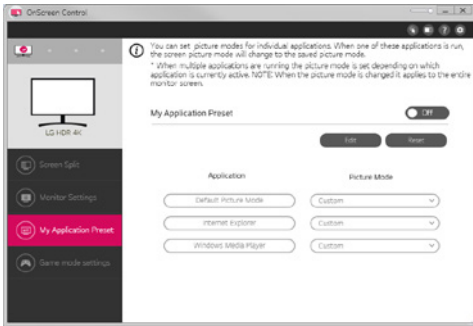 OnScreen Control
You can set picture modes for individual applications. When one of these applications is run,
the screen picture mode will change to the saved picture mode.
* When multiple applications are running the picture mode is set depending on which
application is currently active. NOTE: When the picture mode is changed it applies to the entire
monitor screen.
LG HDR 4K
My Application Preset
Off
Edit
Reset
Screen Split
Monitor Settings
My Application Preset
Game mode settings
Application
Picture Mode
Default Picture Mode
Custom
Internet Explorer
Custom
Windows Media Player
Custom